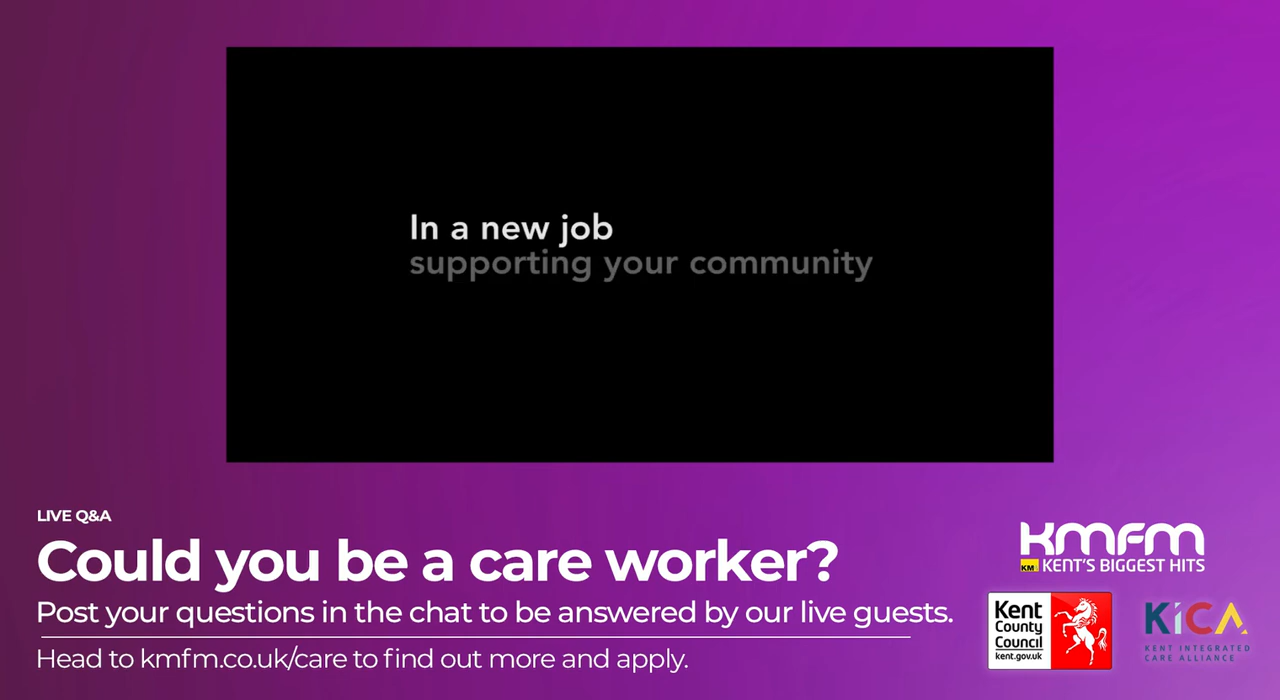 In a new job
supporting your community
LIVE Q&A
Could you be a care worker?
Post your questions in the chat to be answered by our live guests.
Head to kmfm.co.uk/care to find out more and apply.
kmfm
KM KENT'S BIGGEST HITS
Kent
County
Council
kent.gov.uk
KiCA
KENT INTEGRATED
CARE ALLIANCE